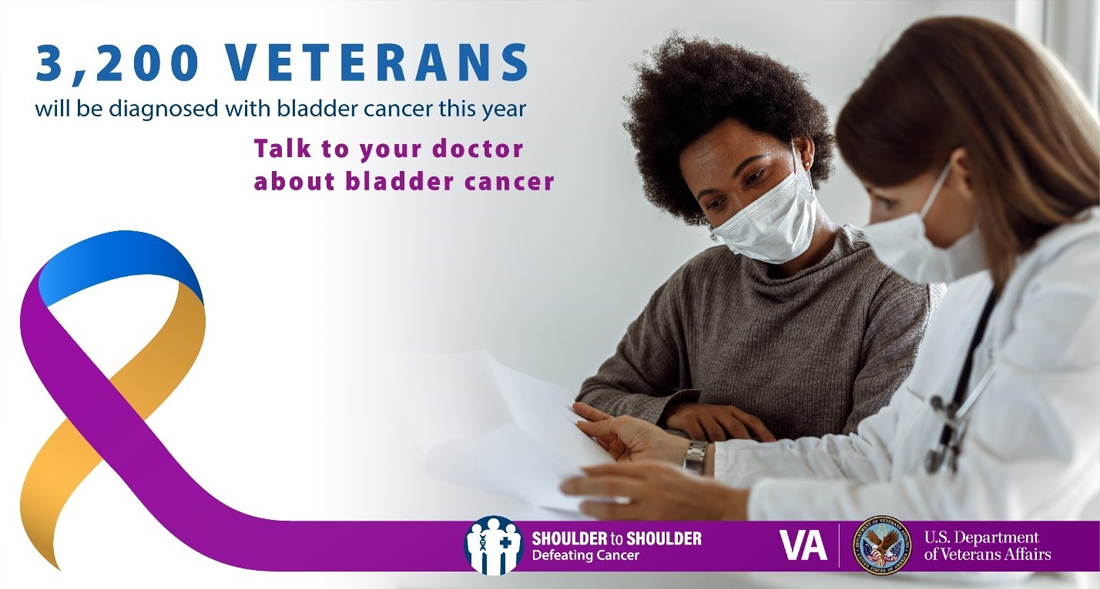 3,200 VETERANS
will be diagnosed with bladder cancer this year
Talk to your doctor
about bladder cancer
SHOULDER to SHOULDER
Defeating Cancer
VA
U.S. Department
of Veterans Affairs